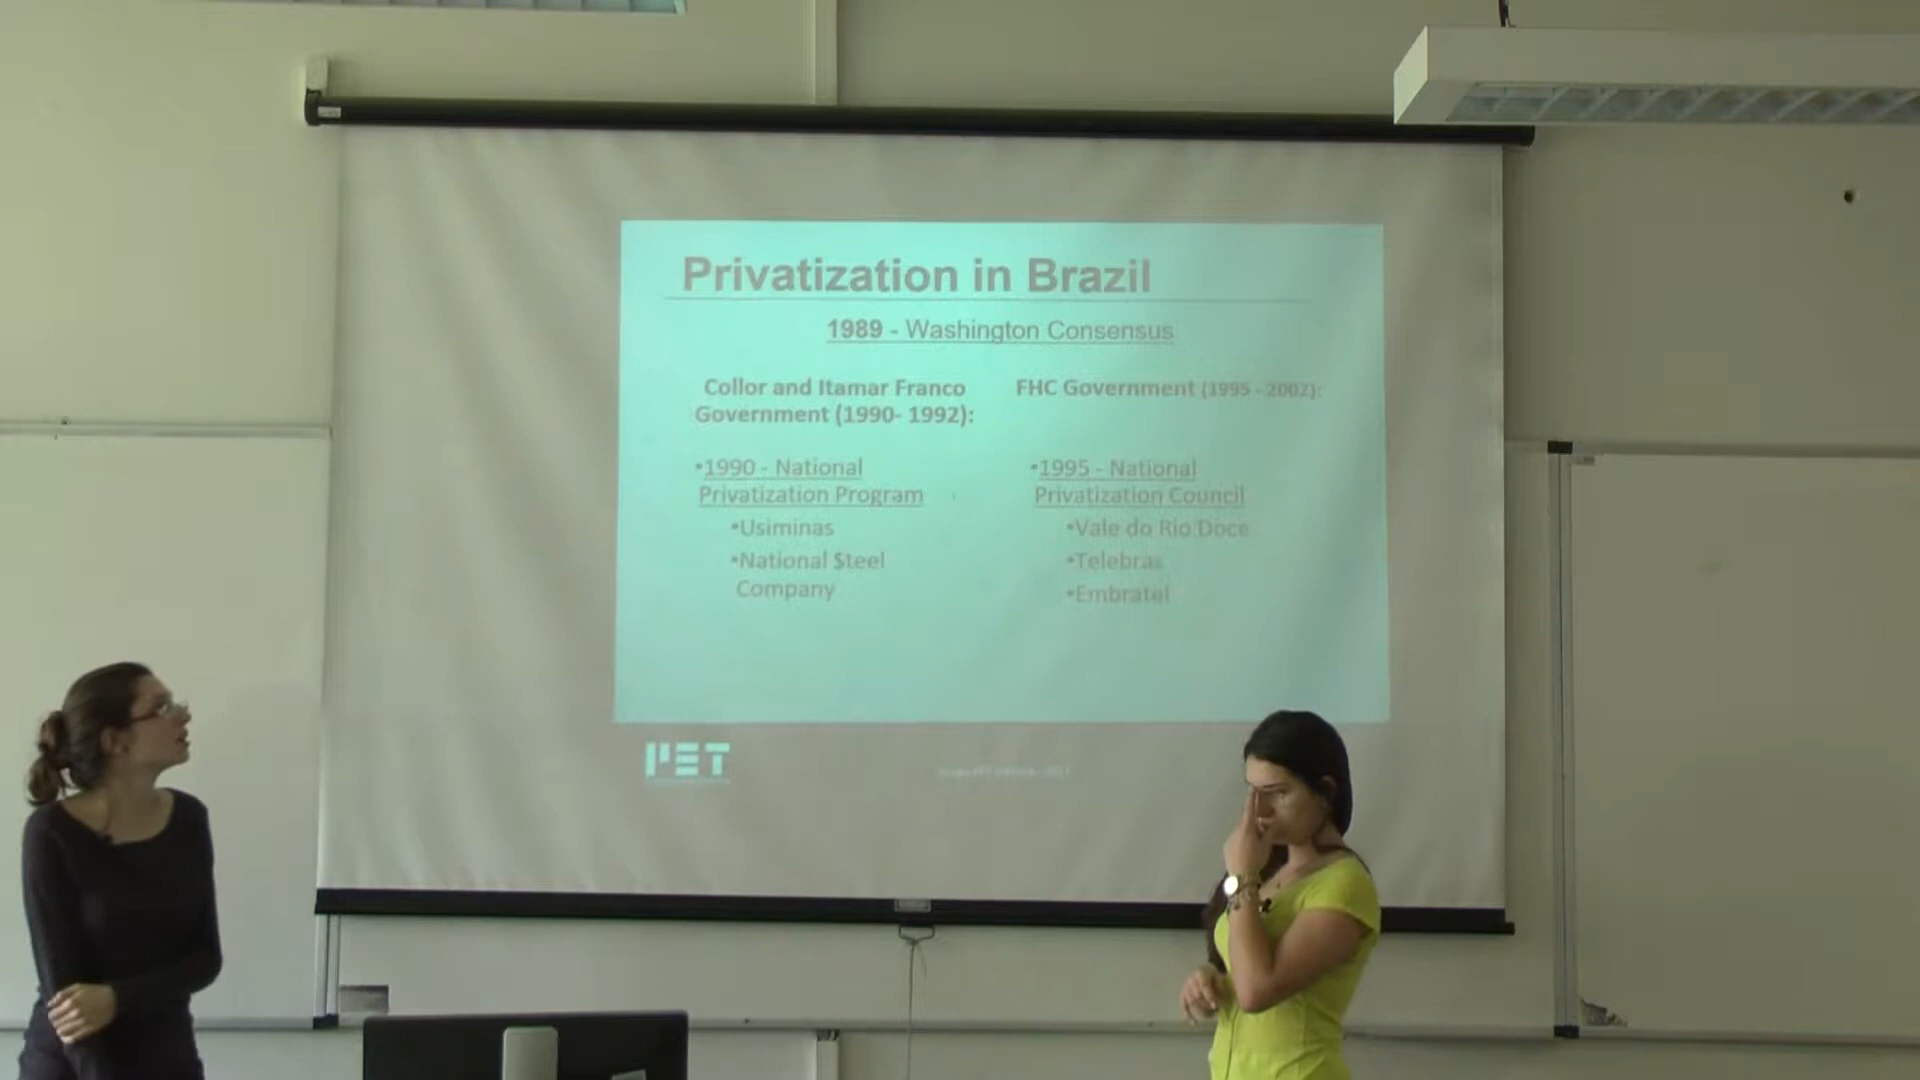 Privatization in Brazil
1989 - Washington Consensus
Collor and Itamar Franco
Government (1990- 1992):
•1990 - National
Privatization Program
•Usiminas
•National Steel
Company
FHC Government (1995 - 2002):
•1995 - National
Privatization Council
•Vale do Rio Doce
•Telebras
•Embratel
PET